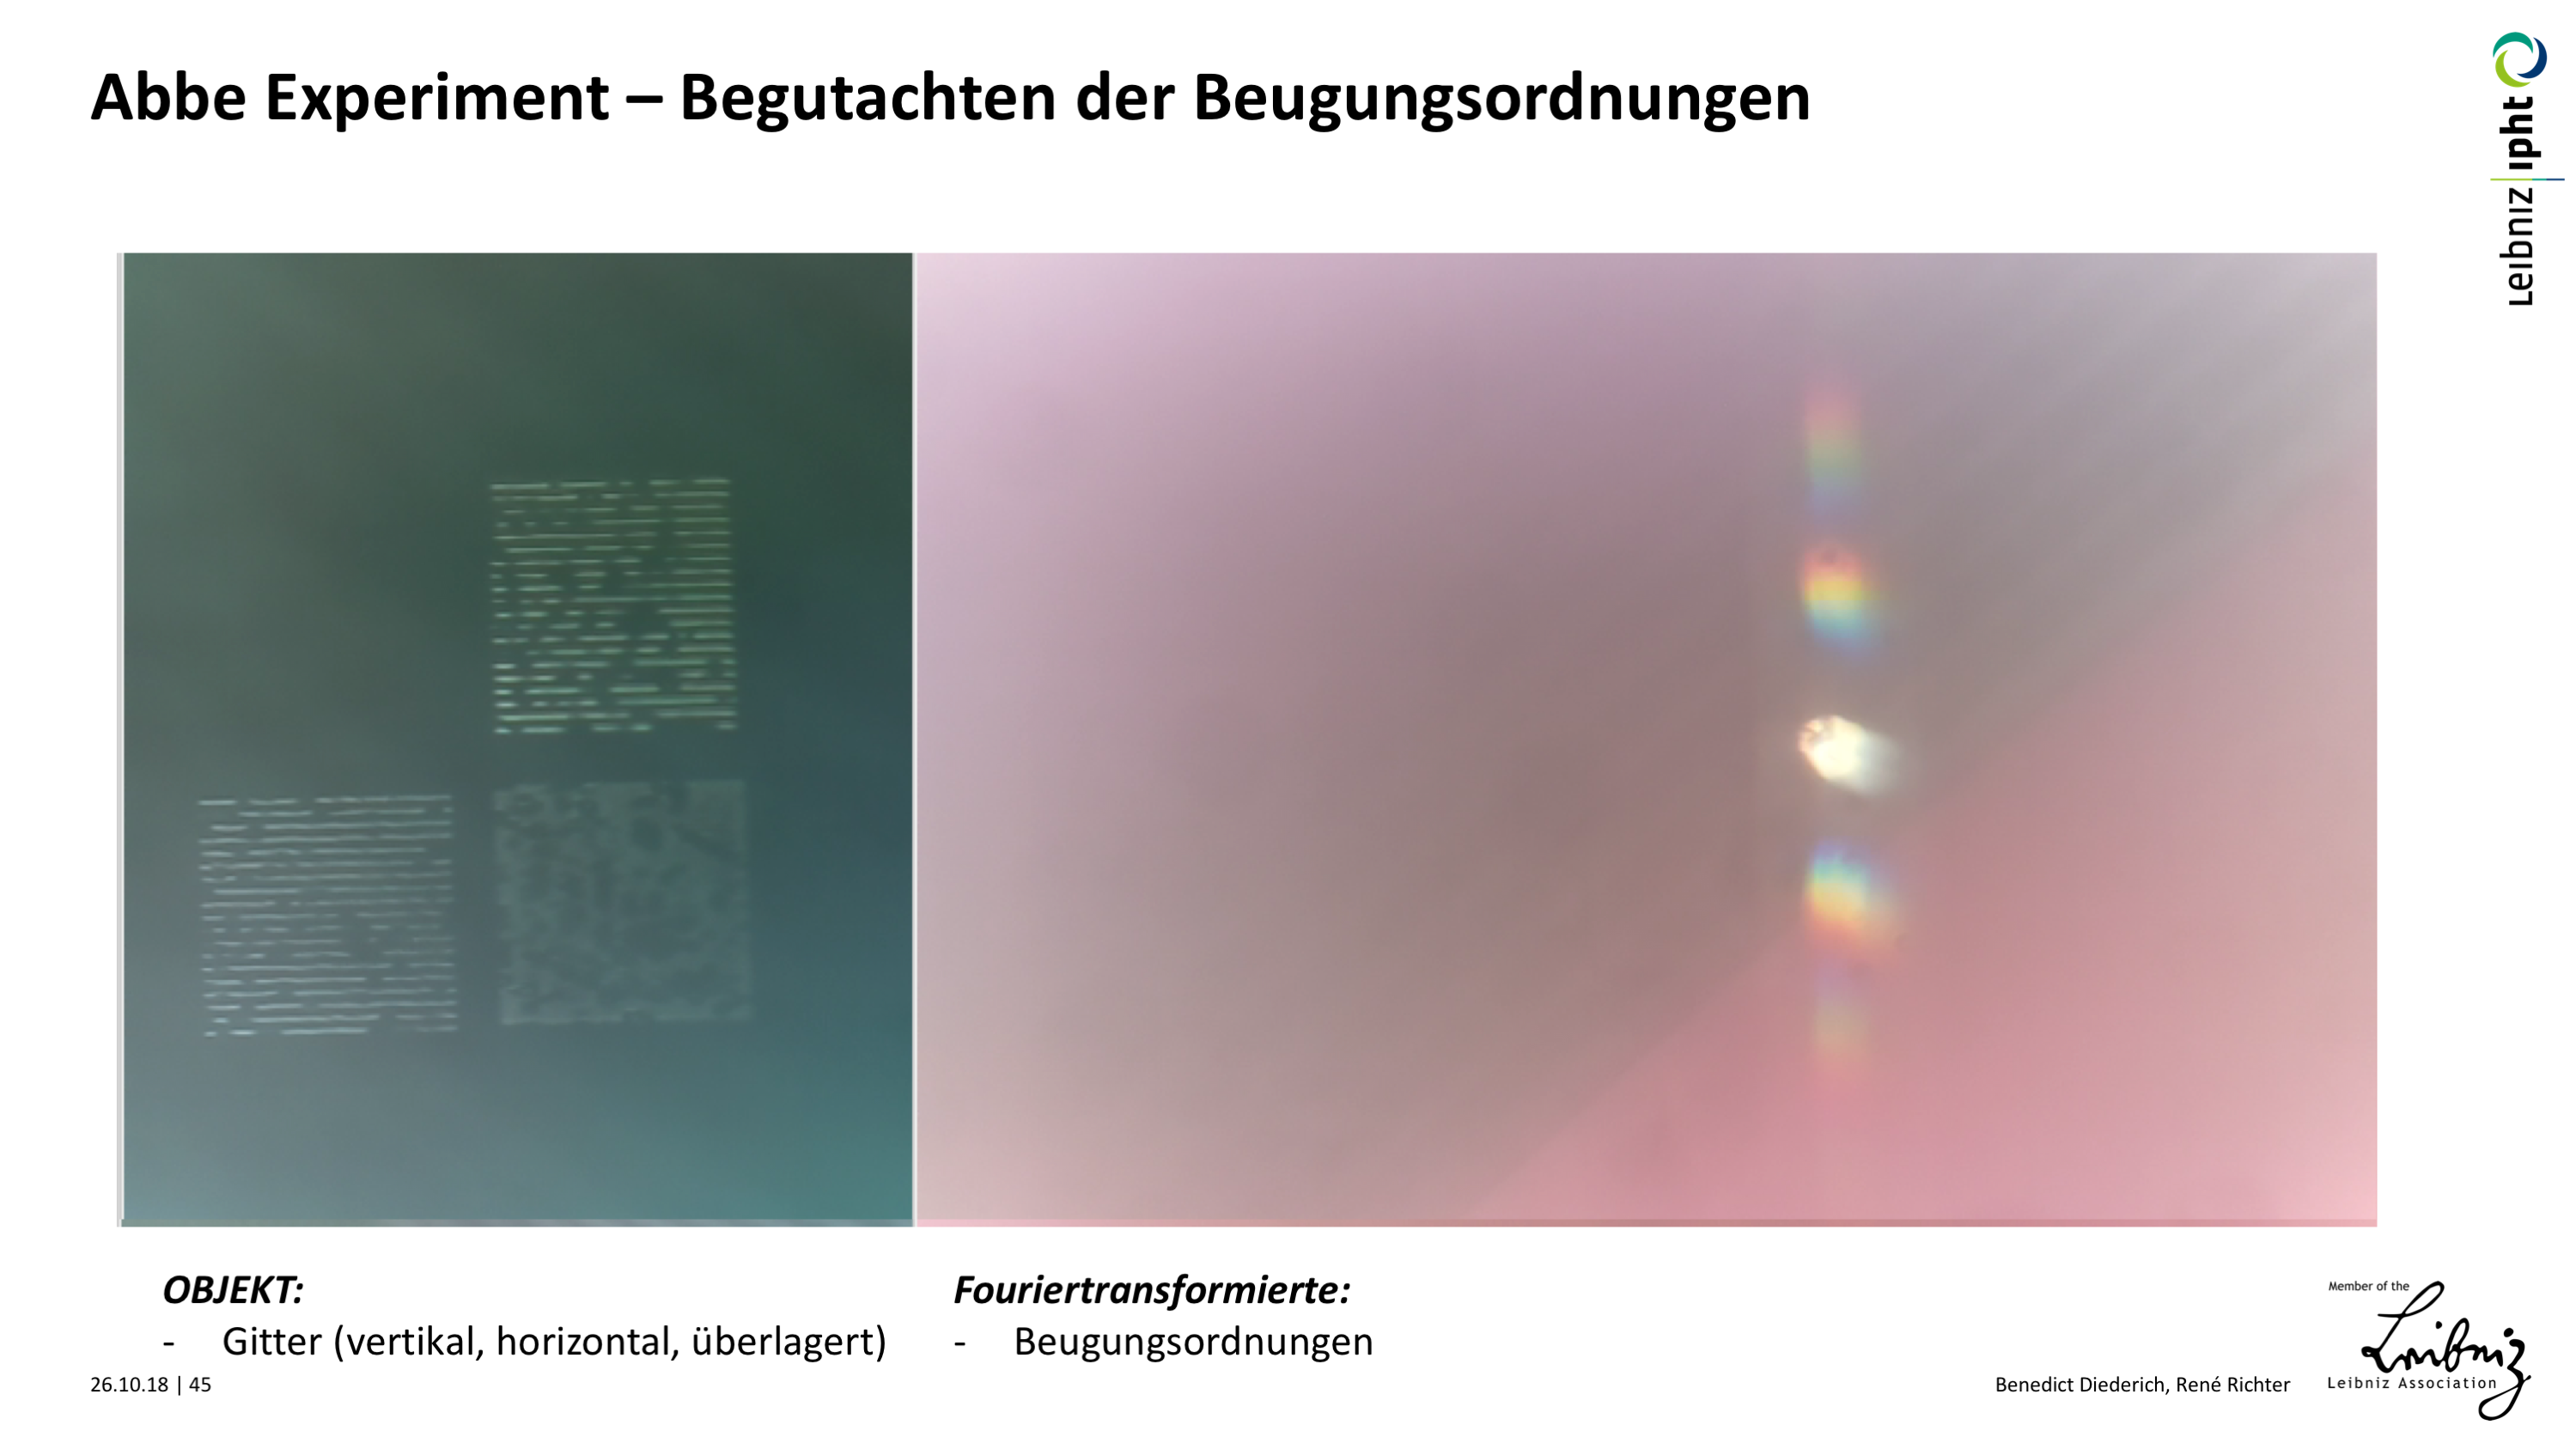 Abbe Experiment – Begutachten der Beugungsordnungen
Leibniz ipht
OBJEKT:
- Gitter (vertikal, horizontal, überlagert)
Fouriertransformierte:
- Beugungsordnungen
26.10.18 | 45
Benedict Diederich, René Richter
Member of the
Leibniz
Leibniz Association